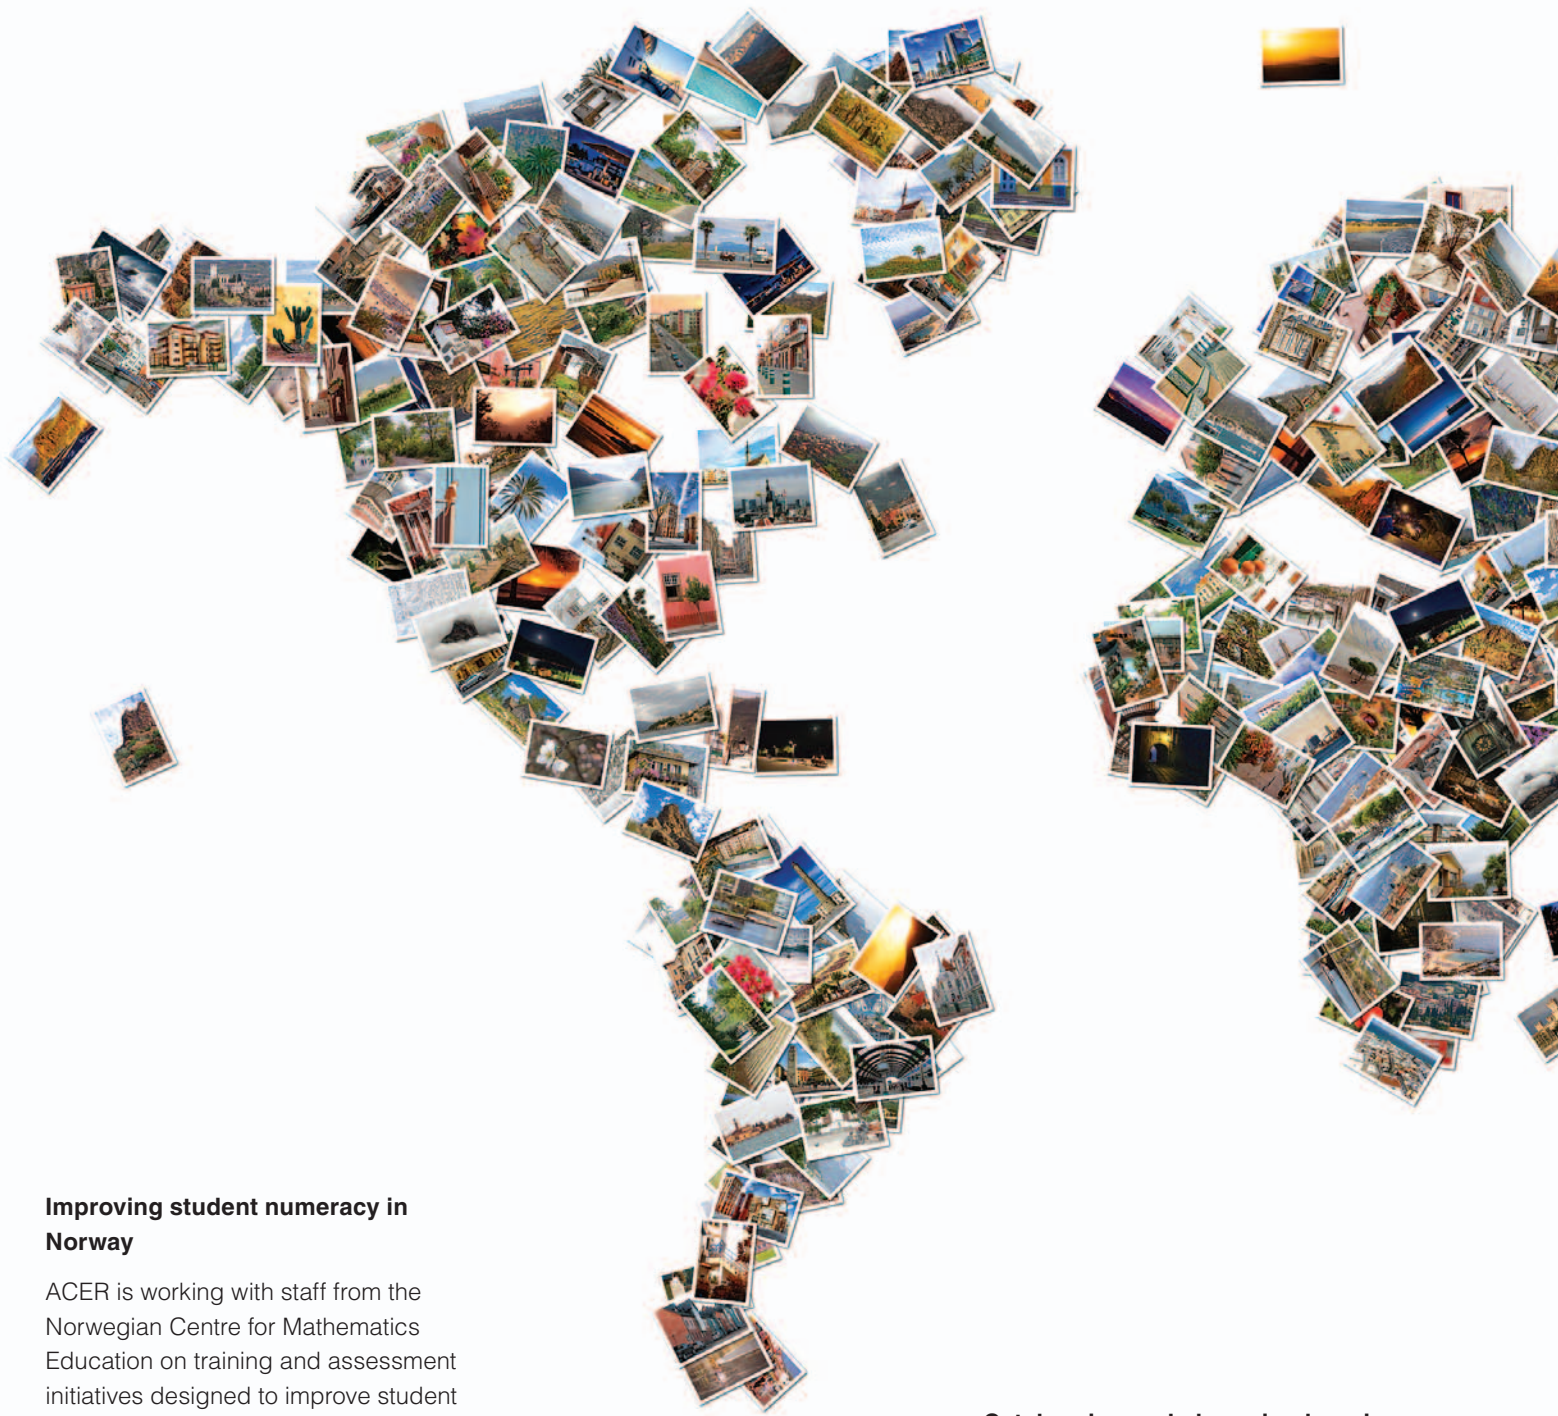 Improving student numeracy in
Norway
ACER is working with staff from the
Norwegian Centre for Mathematics
Education on training and assessment
initiatives designed to improve student